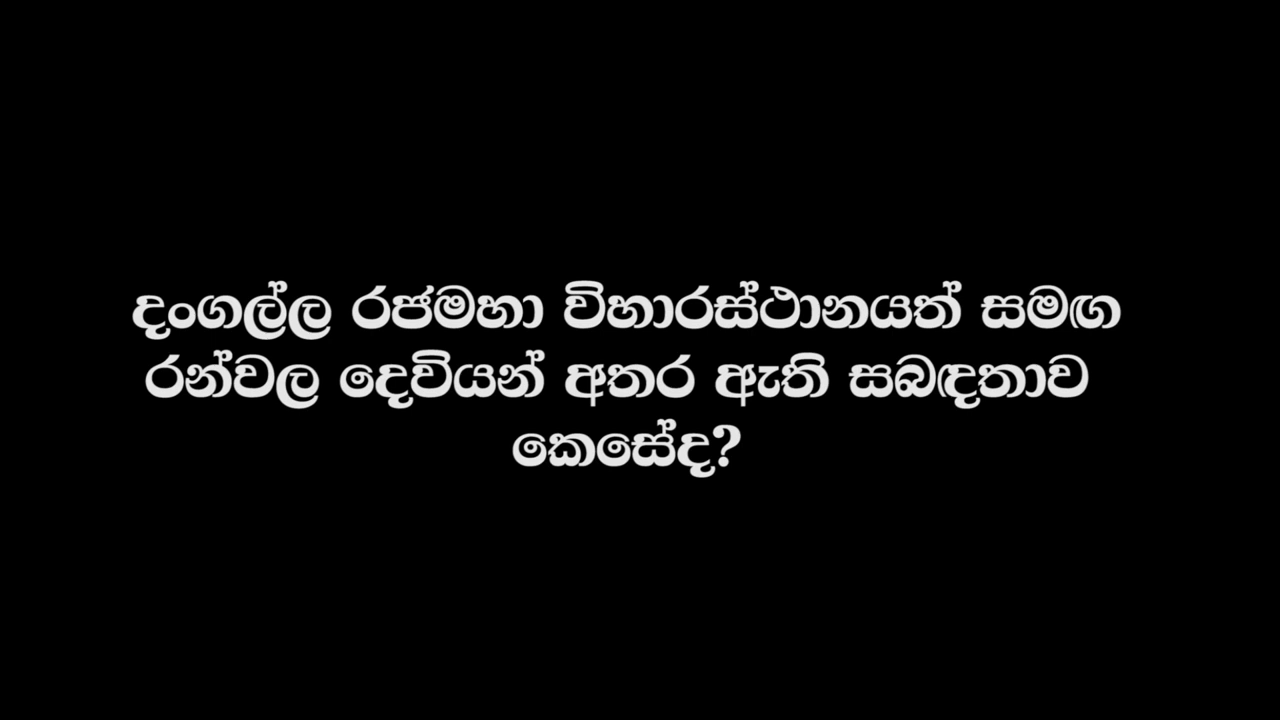 දංගල්ල රජමහා විහාරස්ථානයත් සමඟ
රන්වල දෙවියන් අතර ඇති සබඳතාව
කෙසේද?